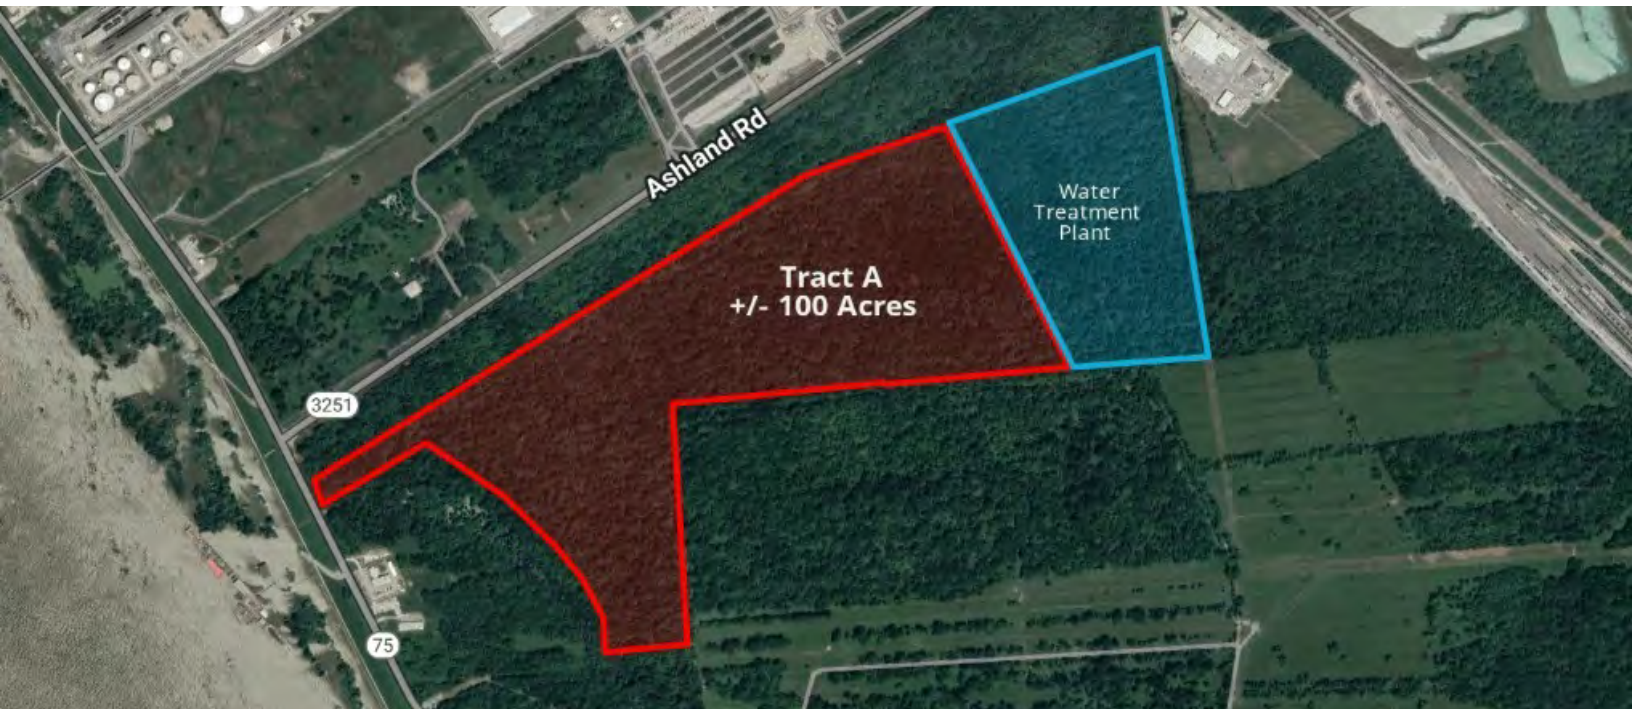 Ashland Rd
Water
Treatment
Plant
Tract A
+/- 100 Acres
3251
75